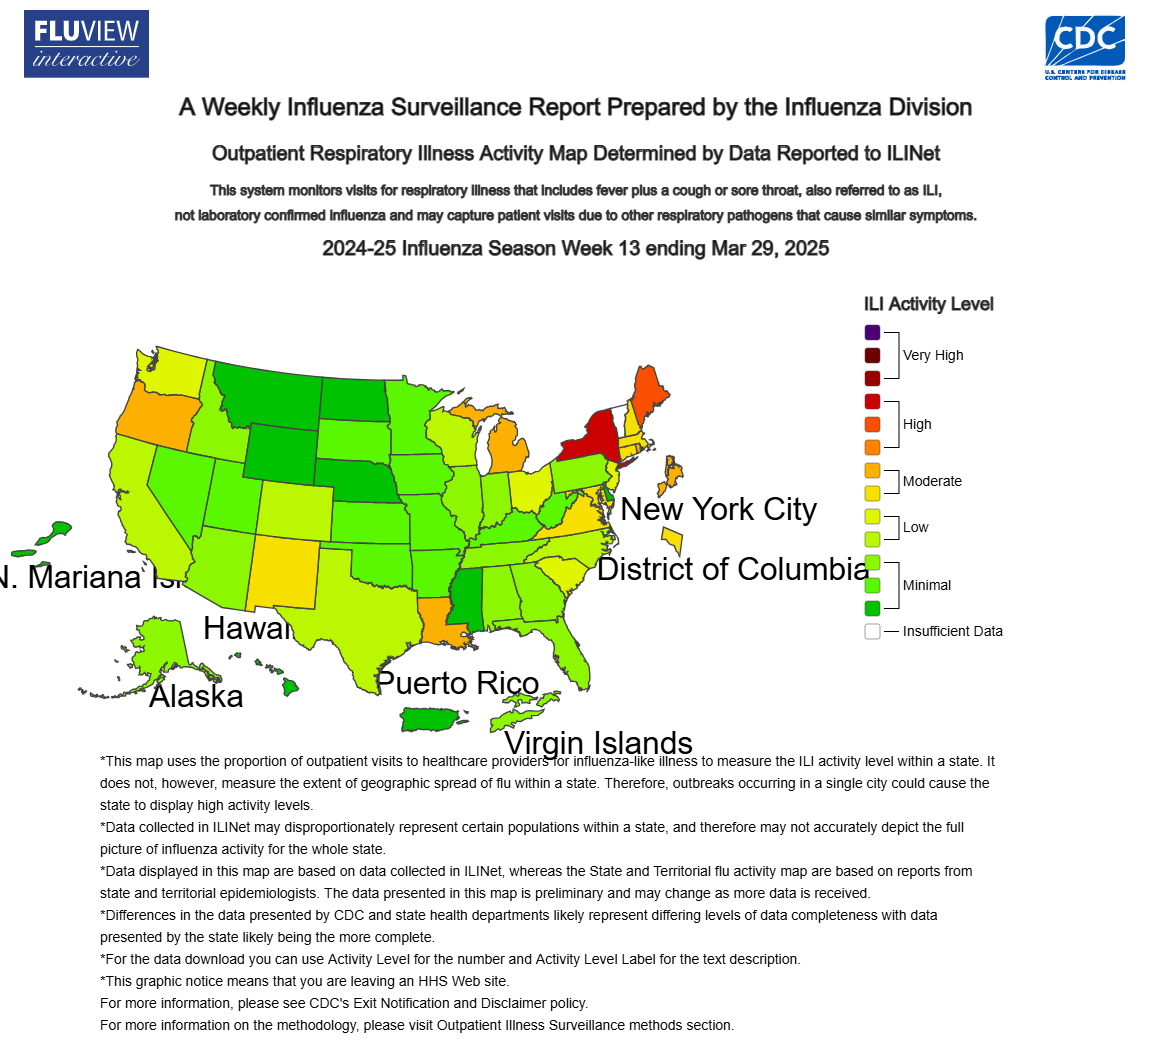 FLUVIEW
interactive
CDC
U.S. CENTERS FOR DISEASE
CONTROL AND PREVENTION
A Weekly Influenza Surveillance Report Prepared by the Influenza Division
Outpatient Respiratory Illness Activity Map Determined by Data Reported to ILINet
This system monitors visits for respiratory illness that includes fever plus a cough or sore throat, also referred to as ILI,
not laboratory confirmed influenza and may capture patient visits due to other respiratory pathogens that cause similar symptoms.
2024-25 Influenza Season Week 13 ending Mar 29, 2025
ILI Activity Level
Very High
High
Moderate
Low
Minimal
Insufficient Data
New York City
District of Columbia
N. Mariana Isl
Hawai
Alaska
Puerto Rico
Virgin Islands
*This map uses the proportion of outpatient visits to healthcare providers for influenza-like illness to measure the ILI activity level within a state. It
does not, however, measure the extent of geographic spread of flu within a state. Therefore, outbreaks occurring in a single city could cause the
state to display high activity levels.
*Data collected in ILINet may disproportionately represent certain populations within a state, and therefore may not accurately depict the full
picture of influenza activity for the whole state.
*Data displayed in this map are based on data collected in ILINet, whereas the State and Territorial flu activity map are based on reports from
state and territorial epidemiologists. The data presented in this map is preliminary and may change as more data is received.
*Differences in the data presented by CDC and state health departments likely represent differing levels of data completeness with data
presented by the state likely being the more complete.
*For the data download you can use Activity Level for the number and Activity Level Label for the text description.
*This graphic notice means that you are leaving an HHS Web site.
For more information, please see CDC's Exit Notification and Disclaimer policy.
For more information on the methodology, please visit Outpatient Illness Surveillance methods section.